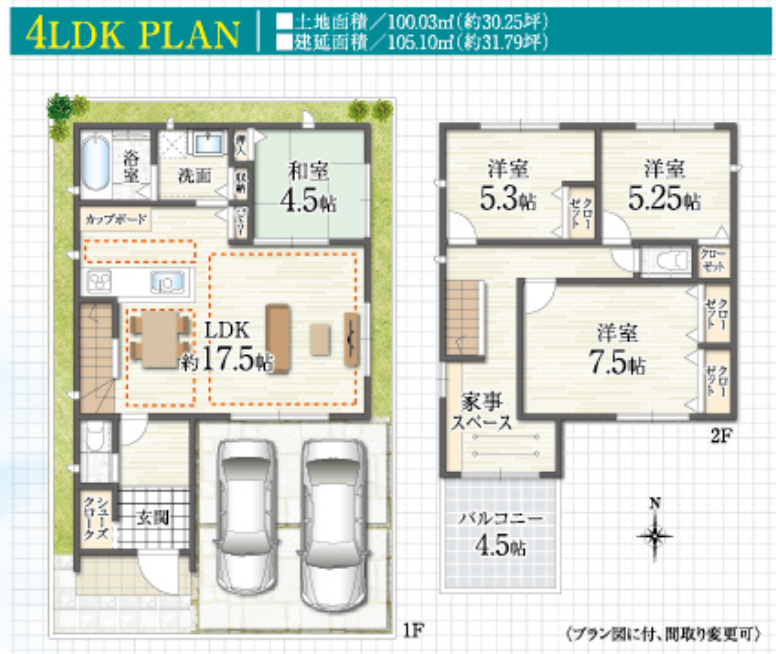 4LDK PLAN
■土地面積／100.03㎡(約30.25坪)
■建延面積／105.10㎡(約31.79坪)
浴室
洗面
押入
収納
和室
4.5帖
カップボード
LDK
約17.5帖
シューズ
クローク
玄関
1F
洋室
5.3帖
クロー
ゼット
洋室
5.25帖
クロー
ゼット
洋室
7.5帖
クロー
ゼット
クロー
ゼット
家事
スペース
2F
バルコニー
4.5帖
N
(プラン図に付、間取り変更可)